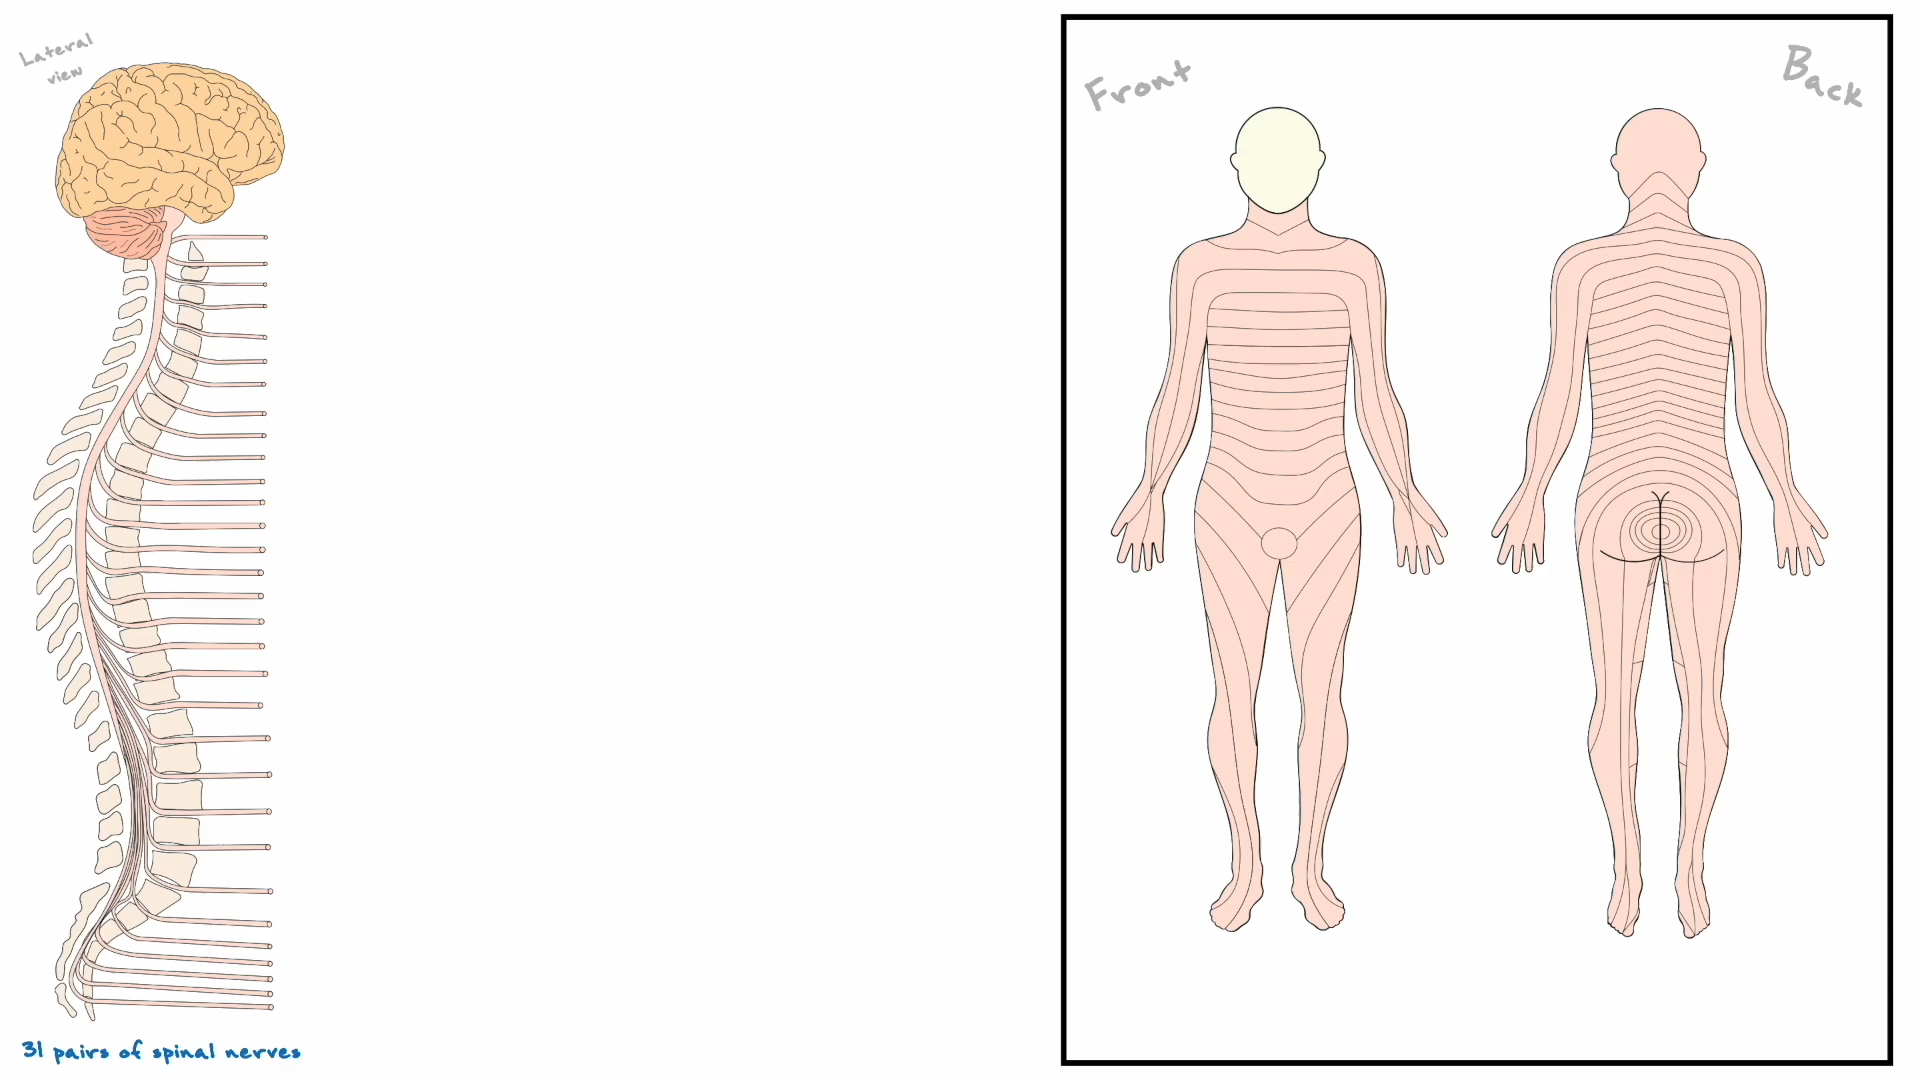 Lateral
view
Front
Back
31 pairs of spinal nerves